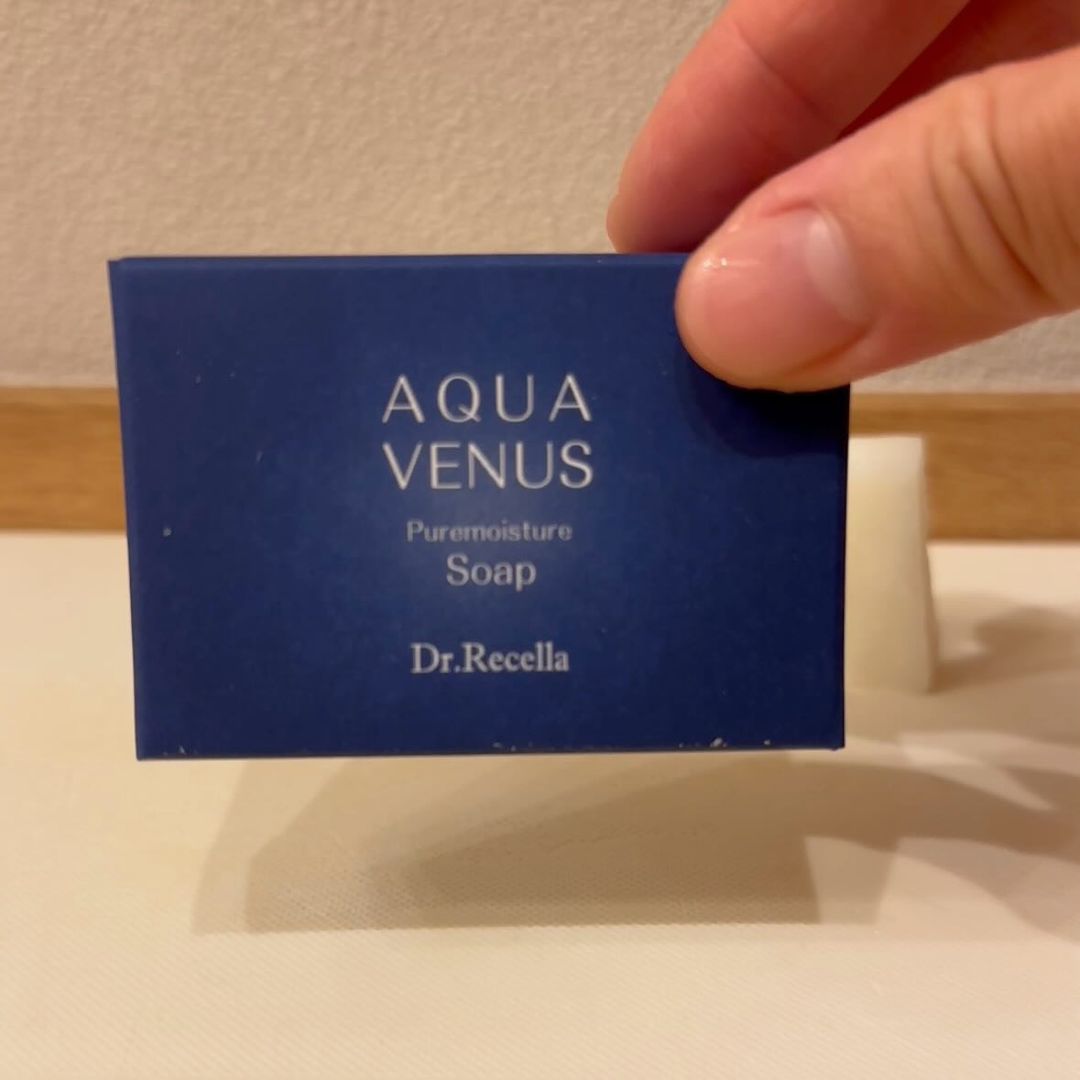 AQUA
VENUS
Puremoisture
Soap
Dr.Recella